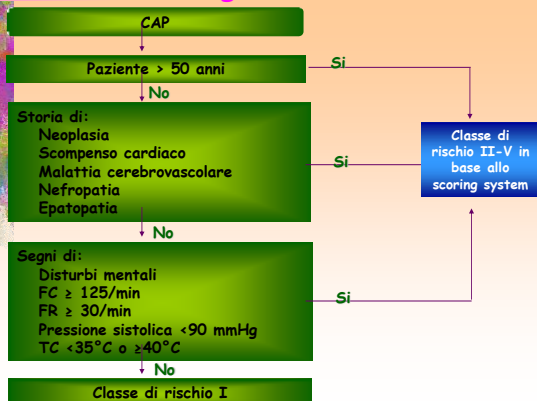 CAP
Paziente > 50 anni
Si
No
Storia di:
Neoplasia
Scompenso cardiaco
Malattia cerebrovascolare
Nefropatia
Epatopatia
Si
Classe di
rischio II-V in
base allo
scoring system
No
Segni di:
Disturbi mentali
FC ≥ 125/min
FR ≥ 30/min
Pressione sistolica <90 mmHg
TC <35°C o ≥40°C
Si
No
Classe di rischio I